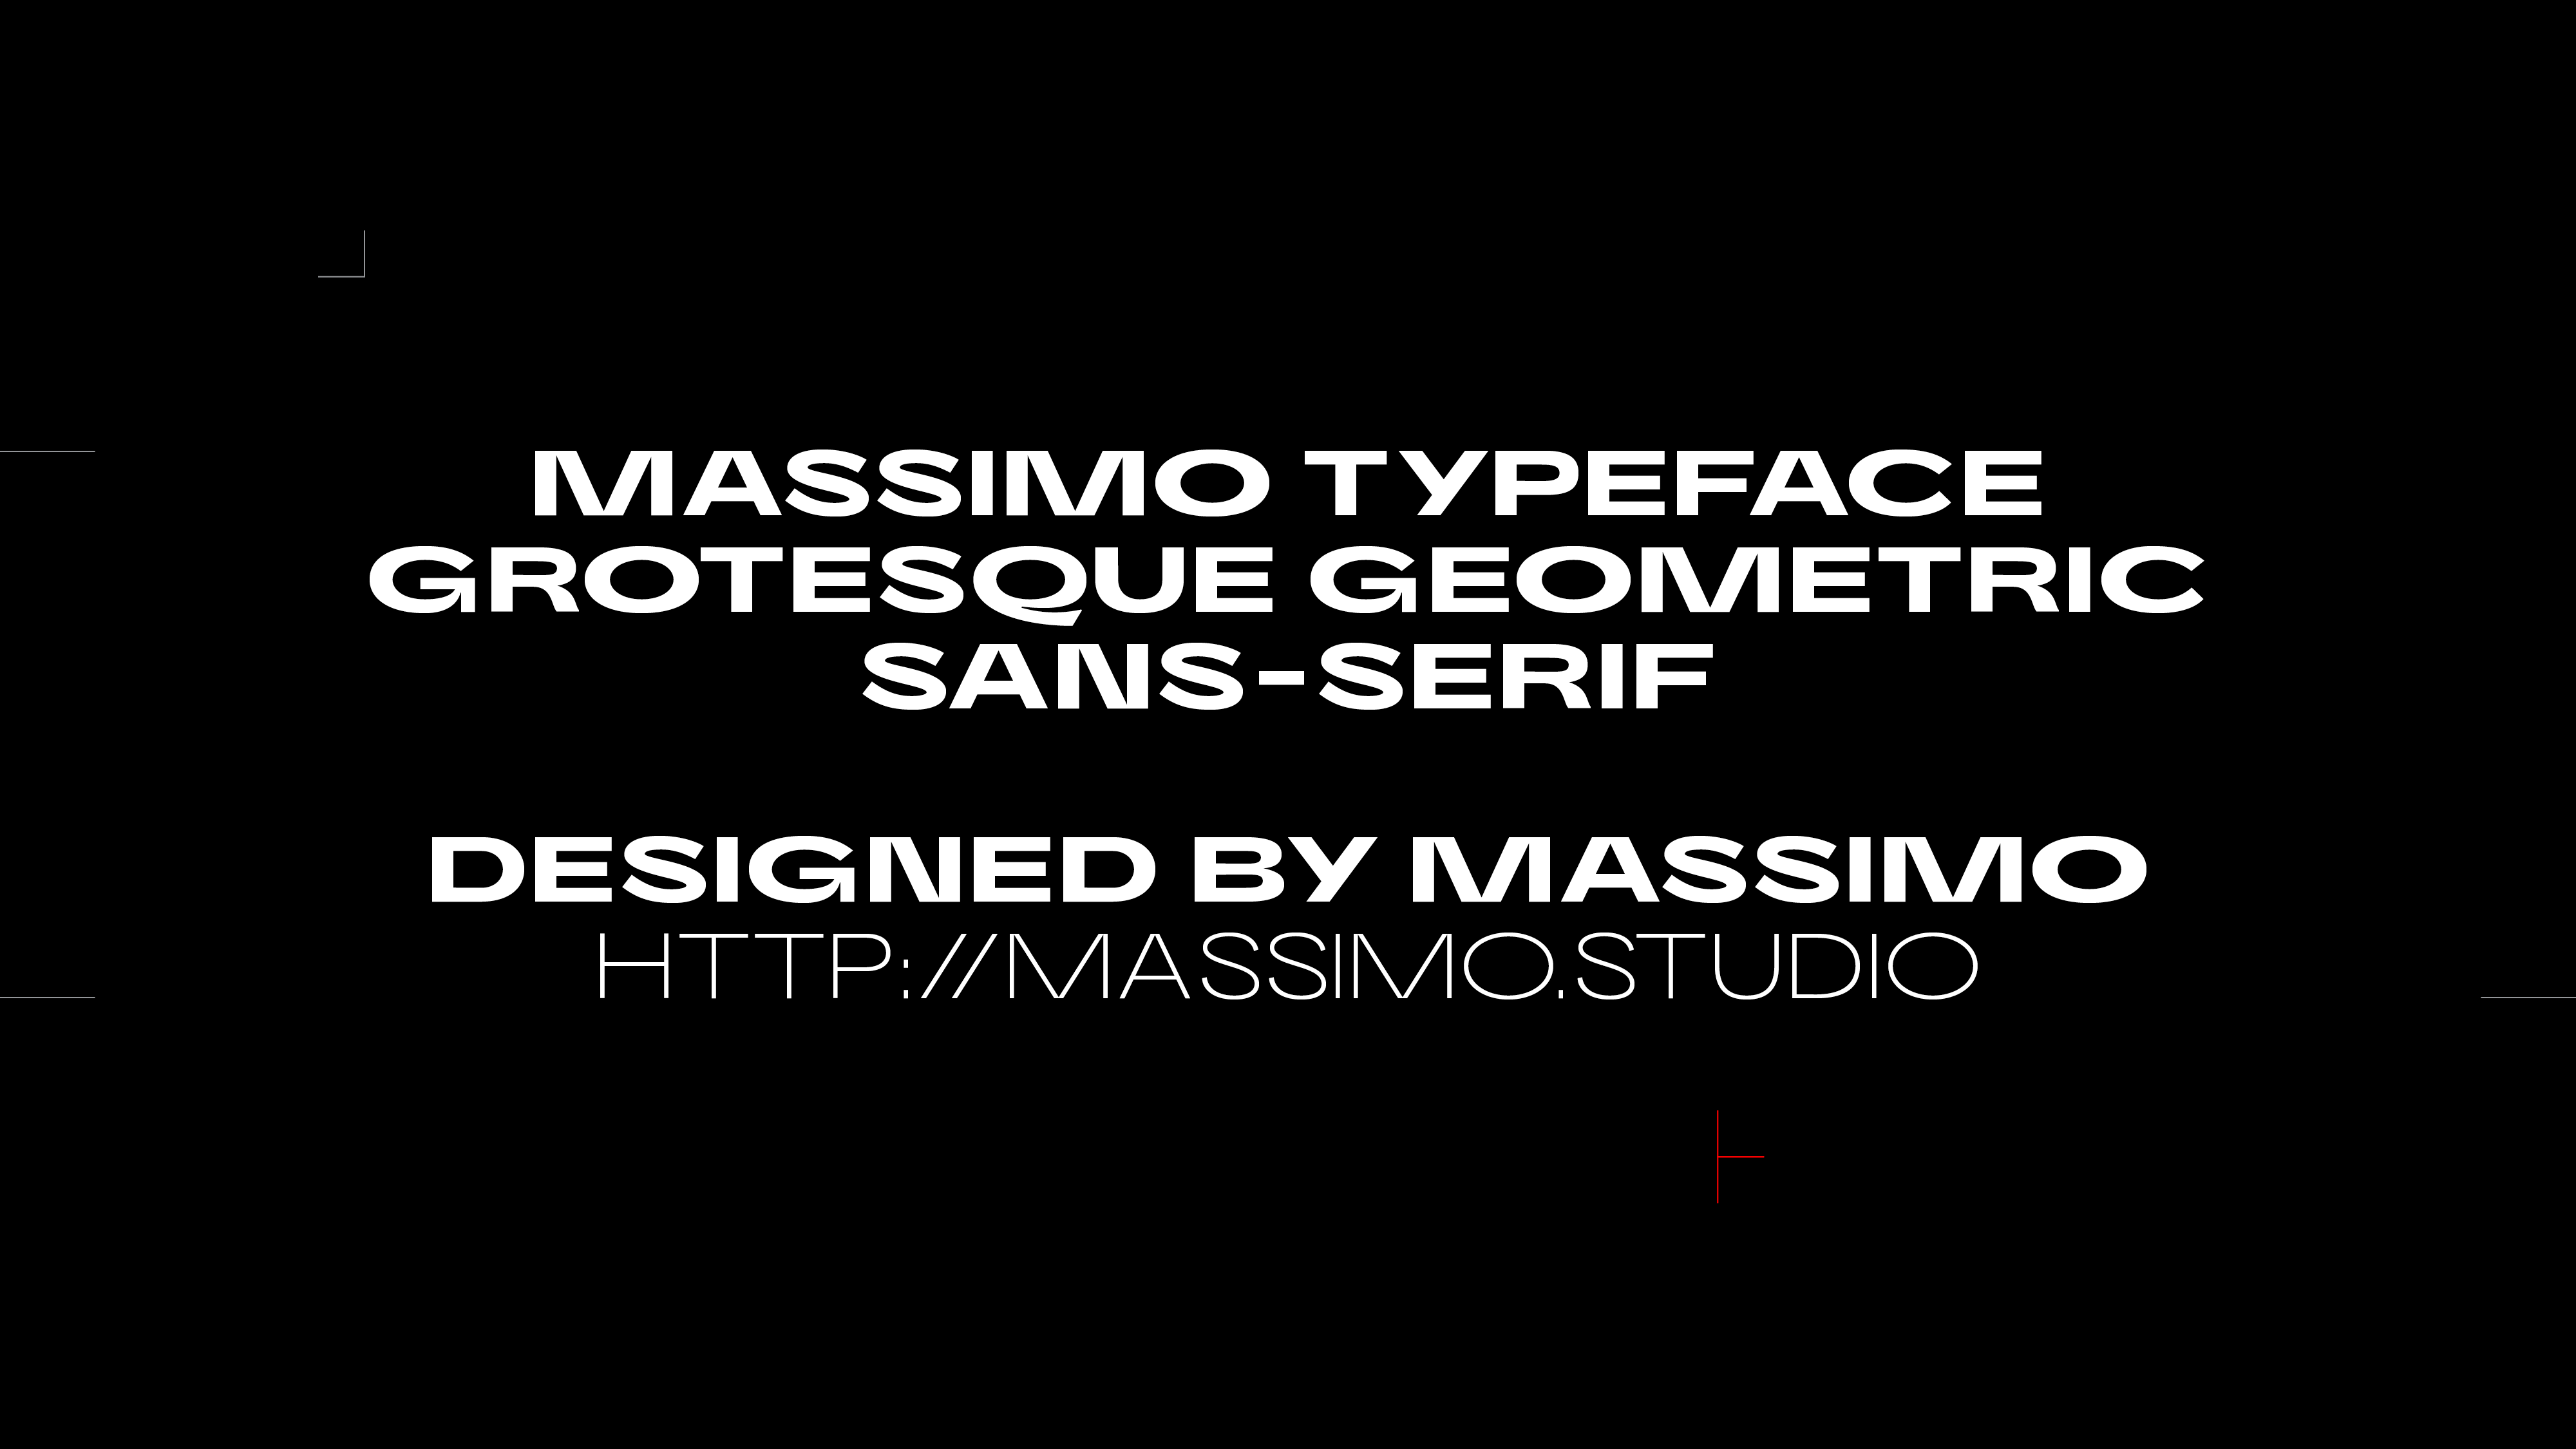 MASSIMO TYPEFACE
GROTESQUE GEOMETRIC
SANS-SERIF
DESIGNED BY MASSIMO
HTTP://MASSIMO.STUDIO